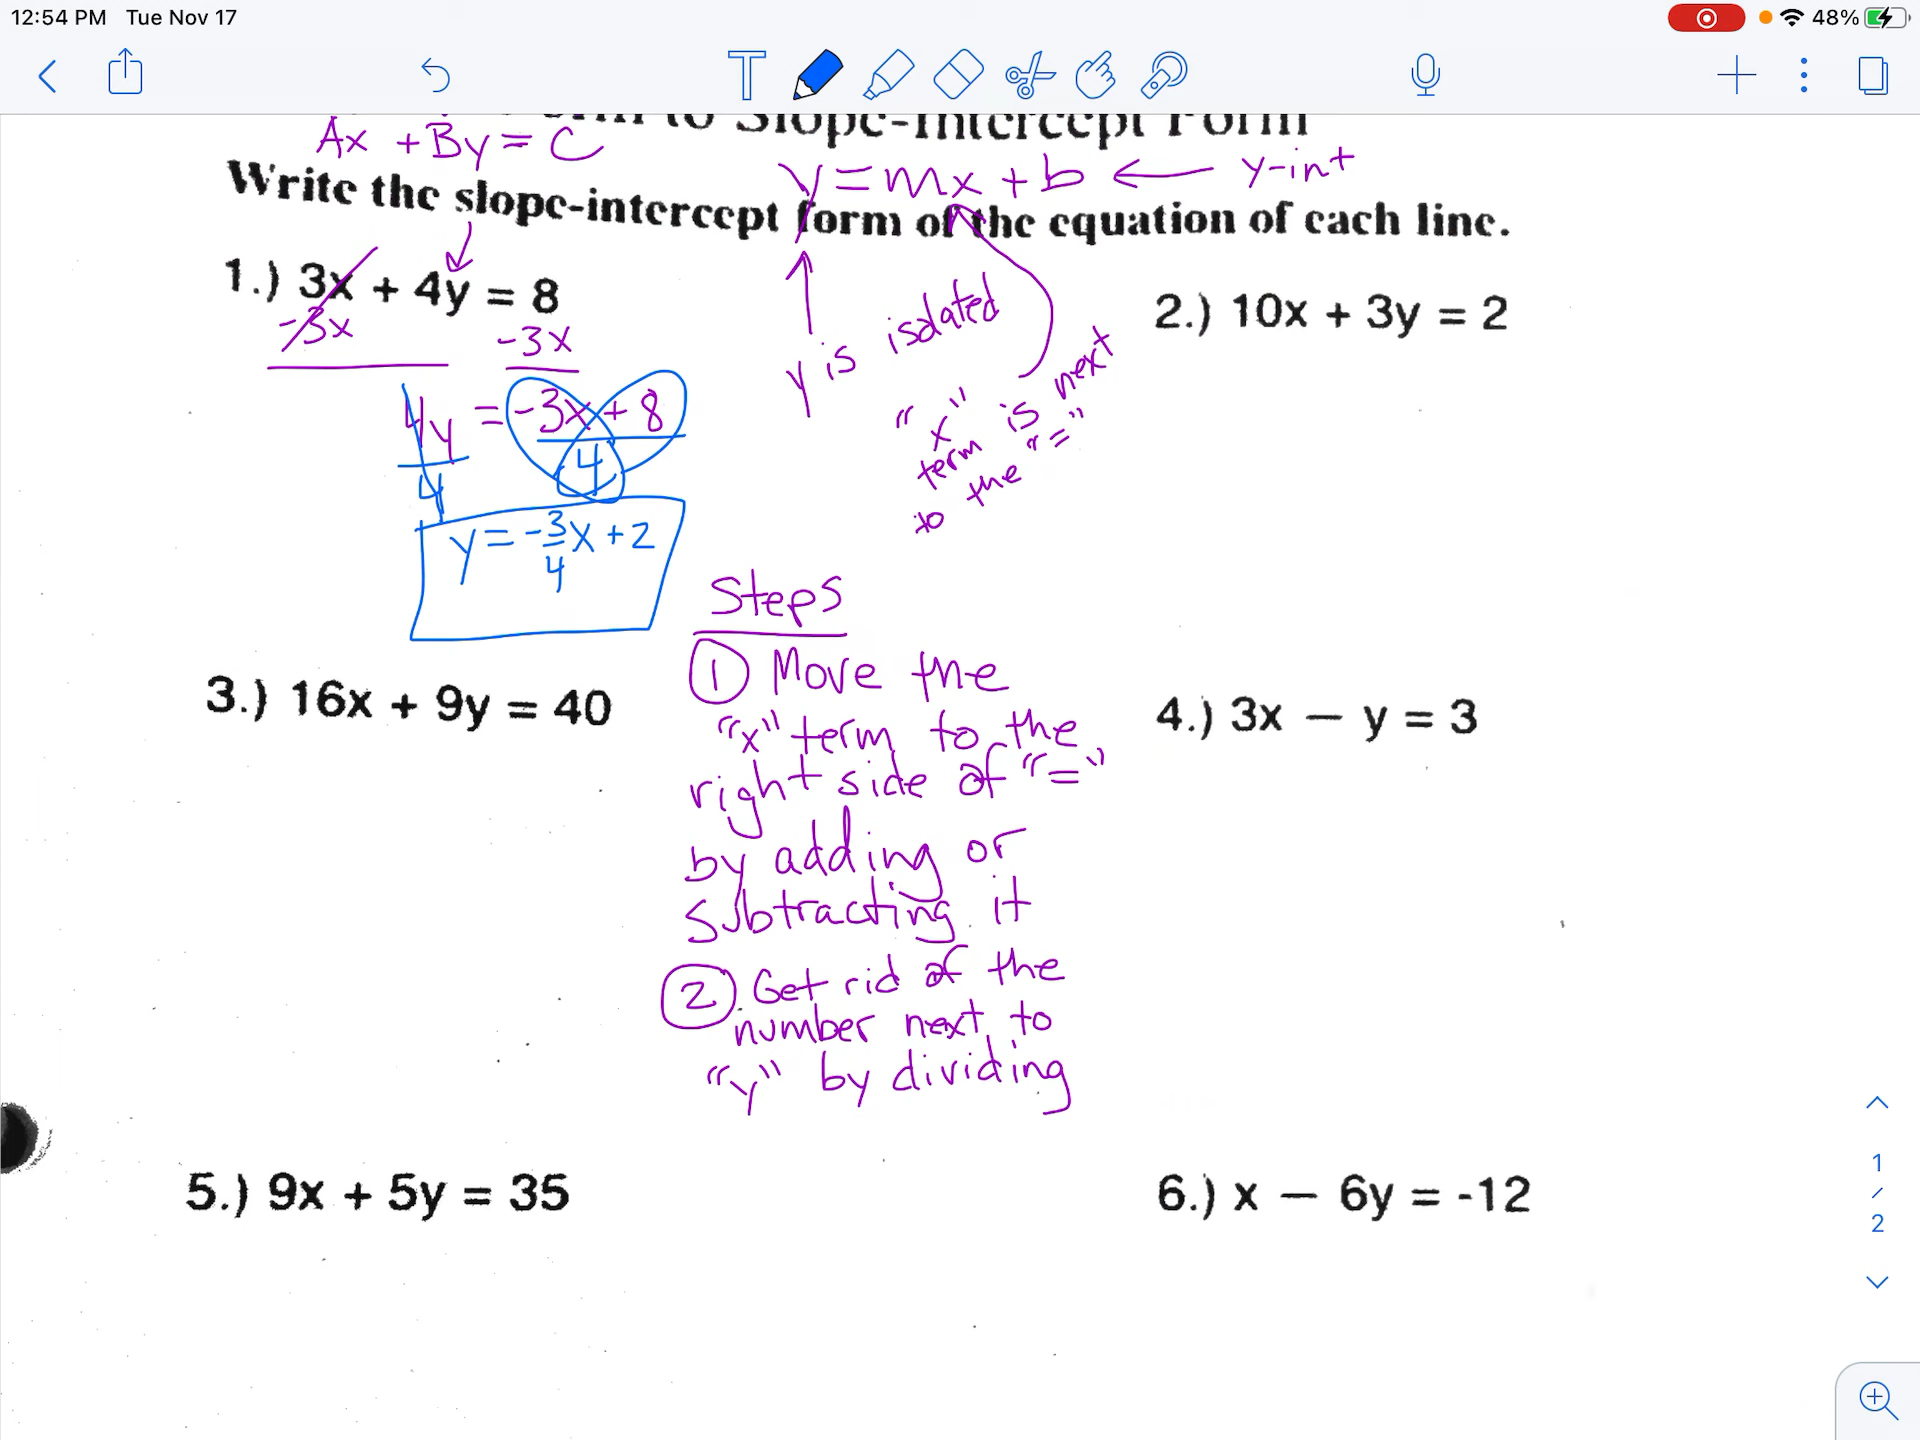 12:54 PM Tue Nov 17
48%
to Slope-Intercept Form
Ax + By = C
y = mx + b ← y-int
Write the slope-intercept form of the equation of each line.
1.) 3x + 4y = 8
-3x -3x
4y = -3x + 8
4 4
y = -3/4 x + 2
y is isolated
"x" is next
term "="
to the
2.) 10x + 3y = 2
Steps
① Move the
"x" term to the
right side of "="
by adding or
subtracting it
② Get rid of the
number next to
"y" by dividing
3.) 16x + 9y = 40
4.) 3x — y = 3
5.) 9x + 5y = 35
6.) x — 6y = -12
1
/
2